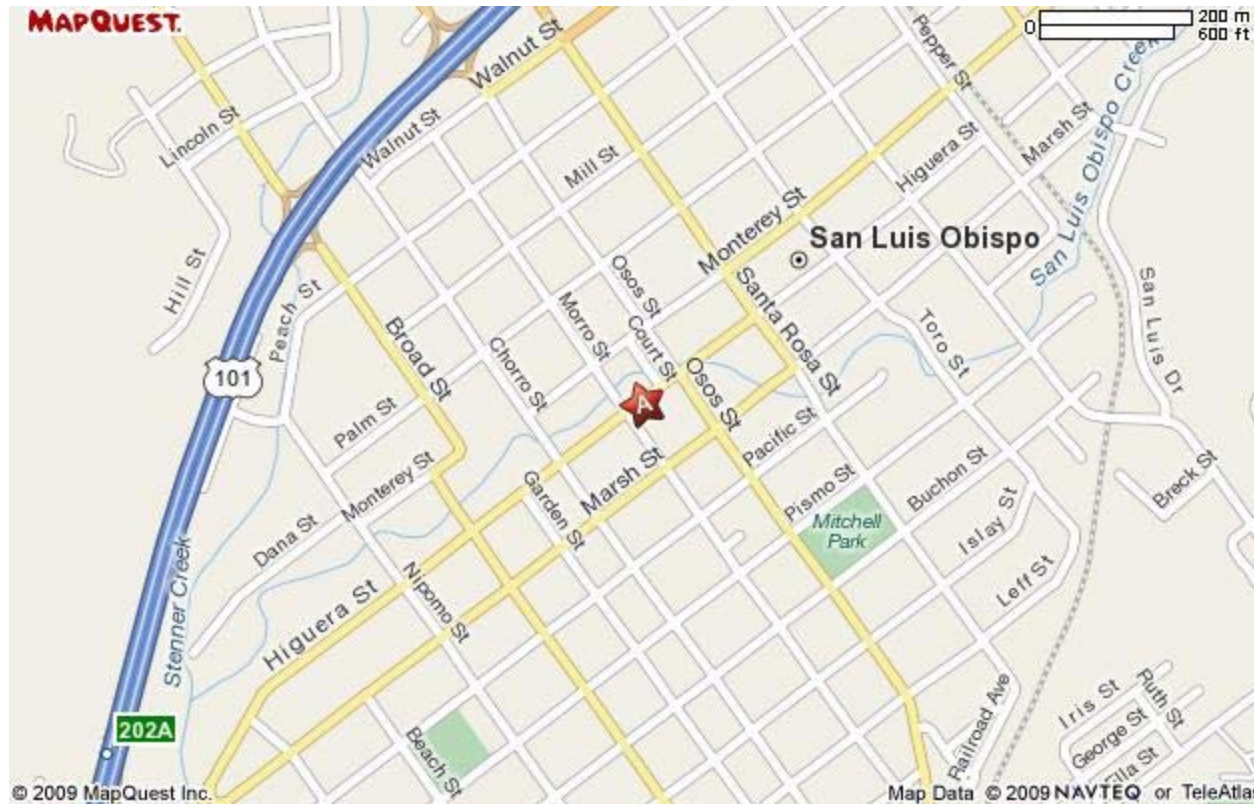 MAPQUEST.
0
200 m
600 ft
Walnut St
Pepper St
Lincoln St
Walnut St
Mill St
Higuera St
Marsh St
San Luis Obispo Creek
Monterey St
San Luis Obispo
Hill St
Peach St
Osos St
Morro St
Court St
Santa Rosa St
Toro St
San Luis Dr
101
Broad St
Chorro St
Osos St
A
Palm St
Pacific St
Marsh St
Monterey St
Garden St
Pismo St
Buchon St
Breck St
Dana St
Mitchell
Park
Islay St
Leff St
Stenner Creek
Higuera St
Nipomo St
202A
Beach St
Railroad Ave
Iris St
Ruth St
George St
Ella St
© 2009 MapQuest Inc.
Map Data © 2009 NAVTEQ or TeleAtla